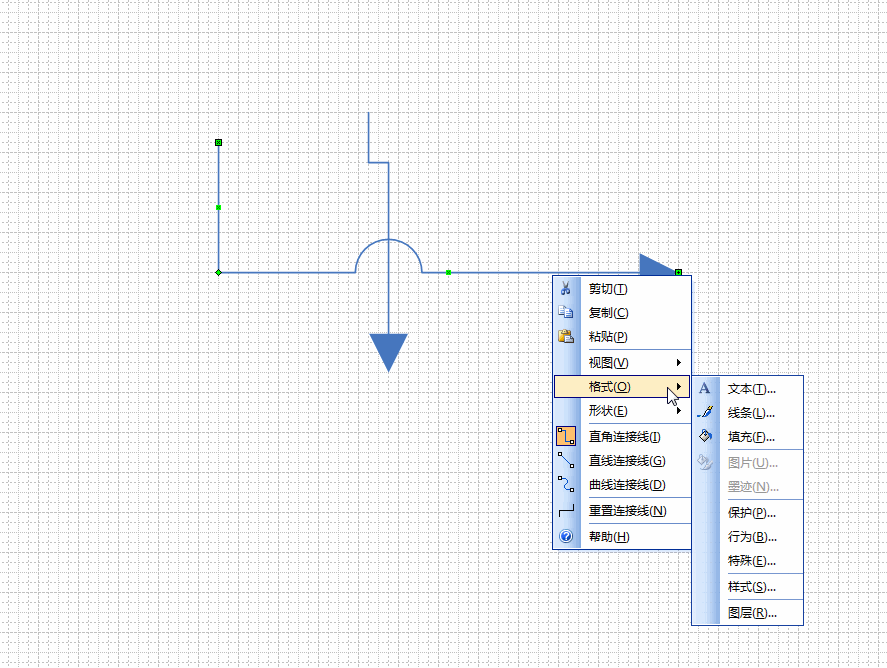 剪切(T)
复制(C)
粘贴(P)
视图(V)
格式(O)
形状(E)
直角连接线(I)
直线连接线(G)
曲线连接线(D)
重置连接线(N)
帮助(H)
文本(T)...
线条(L)...
填充(F)...
图片(U)...
墨迹(N)...
保护(P)...
行为(B)...
特殊(E)...
样式(S)...
图层(R)...